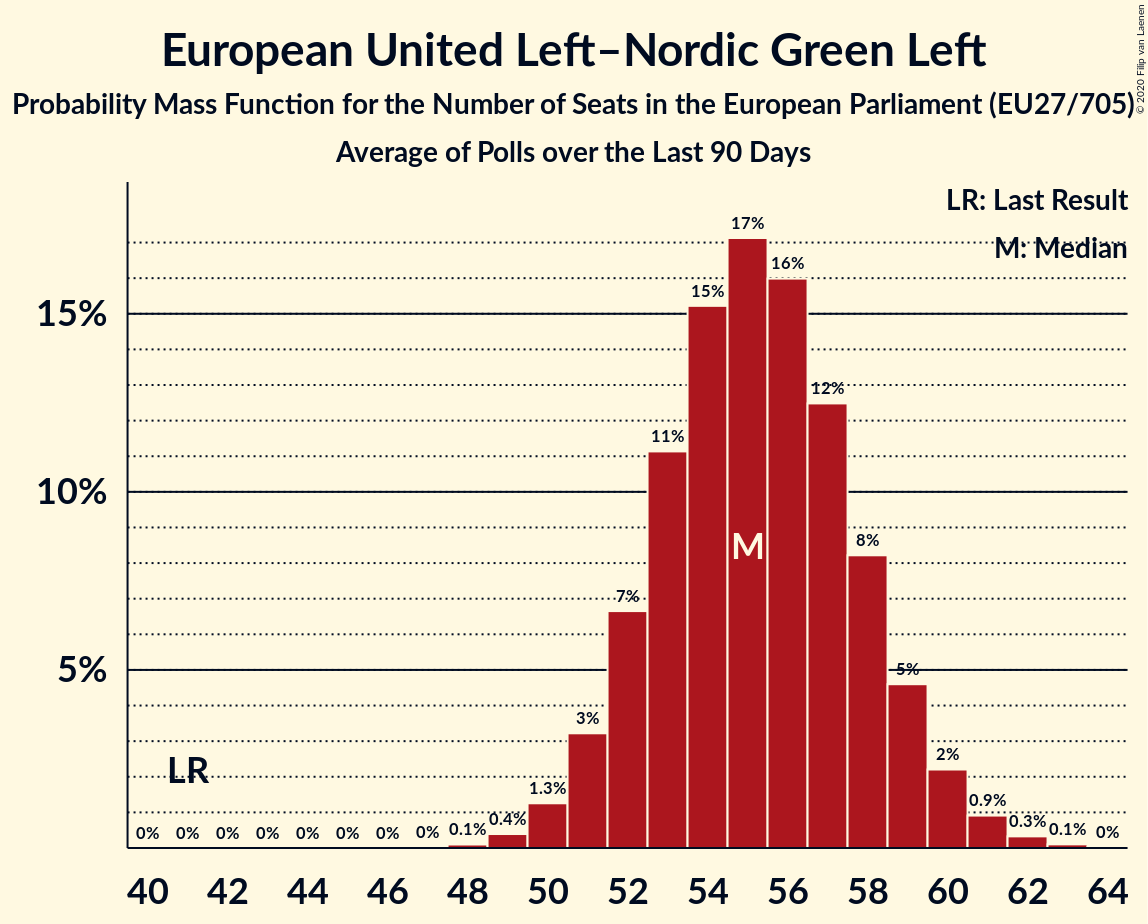 European United Left–Nordic Green Left
Probability Mass Function for the Number of Seats in the European Parliament (EU27/705)
Average of Polls over the Last 90 Days
© 2020 Filip van Laenen
LR: Last Result
M: Median
17%
16%
15%
15%
12%
11%
10%
M
8%
7%
5%
5%
3%
LR
2%
1.3%
0.9%
0% 0% 0% 0% 0% 0% 0% 0% 0.1% 0.4% 0.3% 0.1% 0%
40 42 44 46 48 50 52 54 56 58 60 62 64